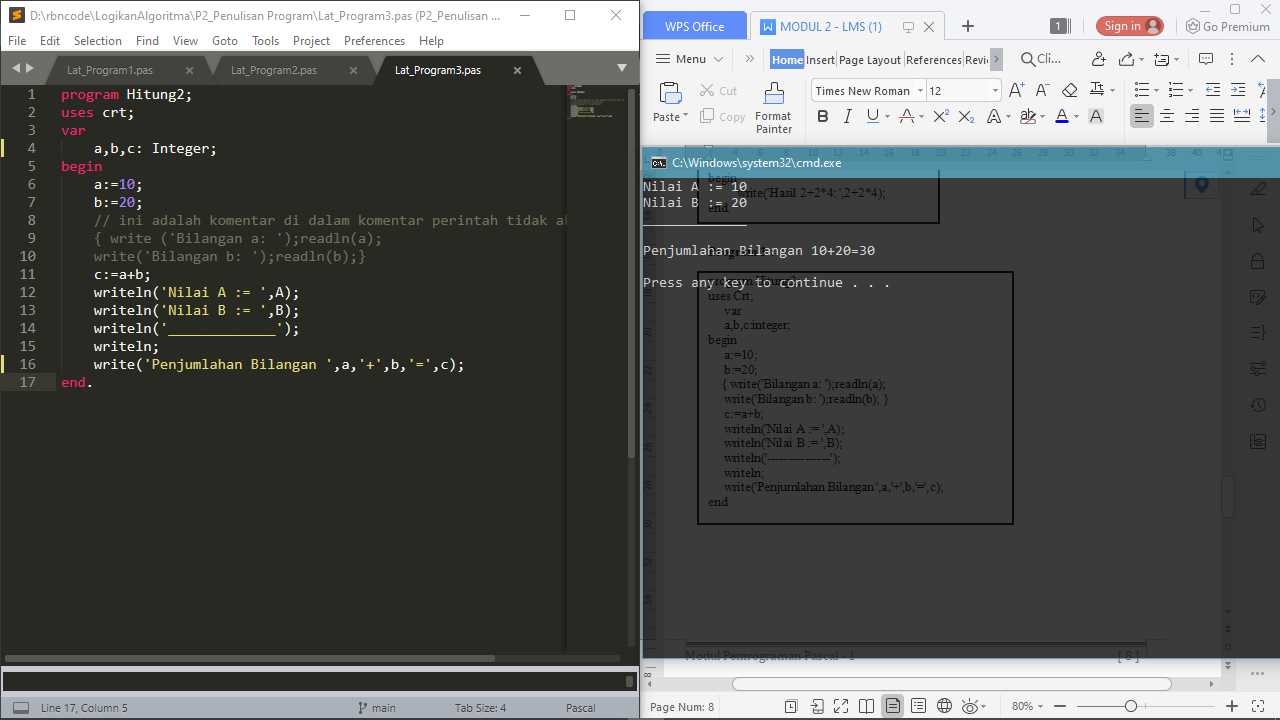 D:\rbncode\LogikanAlgoritma\P2_Penulisan Program\Lat_Program3.pas (P2_Penulisan ...
File Edit Selection Find View Goto Tools Project Preferences Help
Lat_Program1.pas Lat_Program2.pas Lat_Program3.pas
1 program Hitung2;
2 uses crt;
3 var
4 a,b,c: Integer;
5 begin
6 a:=10;
7 b:=20;
8 // ini adalah komentar di dalam komentar perintah tidak
9 { write ('Bilangan a: ');readln(a);
10 write('Bilangan b: ');readln(b);}
11 c:=a+b;
12 writeln('Nilai A := ',A);
13 writeln('Nilai B := ',B);
14 writeln('_____________');
15 writeln;
16 write('Penjumlahan Bilangan ',a,'+',b,'=',c);
17 end.
Line 17, Column 5 main Tab Size: 4 Pascal
WPS Office MODUL 2 - LMS (1) 1 Sign in Go Premium
Menu Home Insert Page Layout References Revi Cli...
Paste Cut Copy Format Painter Times New Roman 12
B I U A X² X₂ A A A
C:\Windows\system32\cmd.exe
Nilai A := 10
Nilai B := 20
_____________
Penjumlahan Bilangan 10+20=30
Press any key to continue . . .
begin
write('Hasil 2+2*4: ',2+2*4);
end
uses Crt;
var
a,b,c:integer;
begin
a:=10;
b:=20;
{ write('Bilangan a: ');readln(a);
write('Bilangan b: ');readln(b); }
c:=a+b;
writeln('Nilai A := ',A);
writeln('Nilai B := ',B);
writeln('---------------');
writeln;
write('Penjumlahan Bilangan ',a,'+',b,'=',c);
end
Modul Pemrograman Pascal - 1 [ 8 ]
Page Num: 8 80%